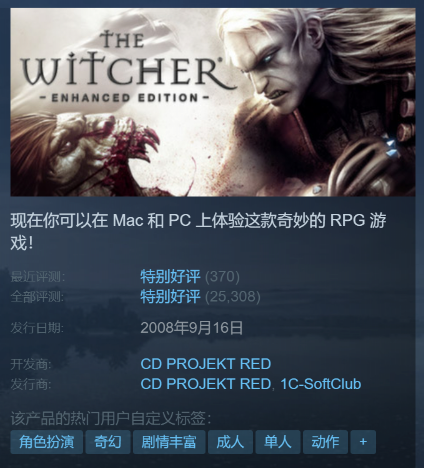 THE
WITCHER®
- ENHANCED EDITION -
现在你可以在 Mac 和 PC 上体验这款奇妙的 RPG 游
戏！
最近评测： 特别好评 (370)
全部评测： 特别好评 (25,308)
发行日期： 2008年9月16日
开发商： CD PROJEKT RED
发行商： CD PROJEKT RED, 1C-SoftClub
该产品的热门用户自定义标签：
角色扮演 奇幻 剧情丰富 成人 单人 动作 +